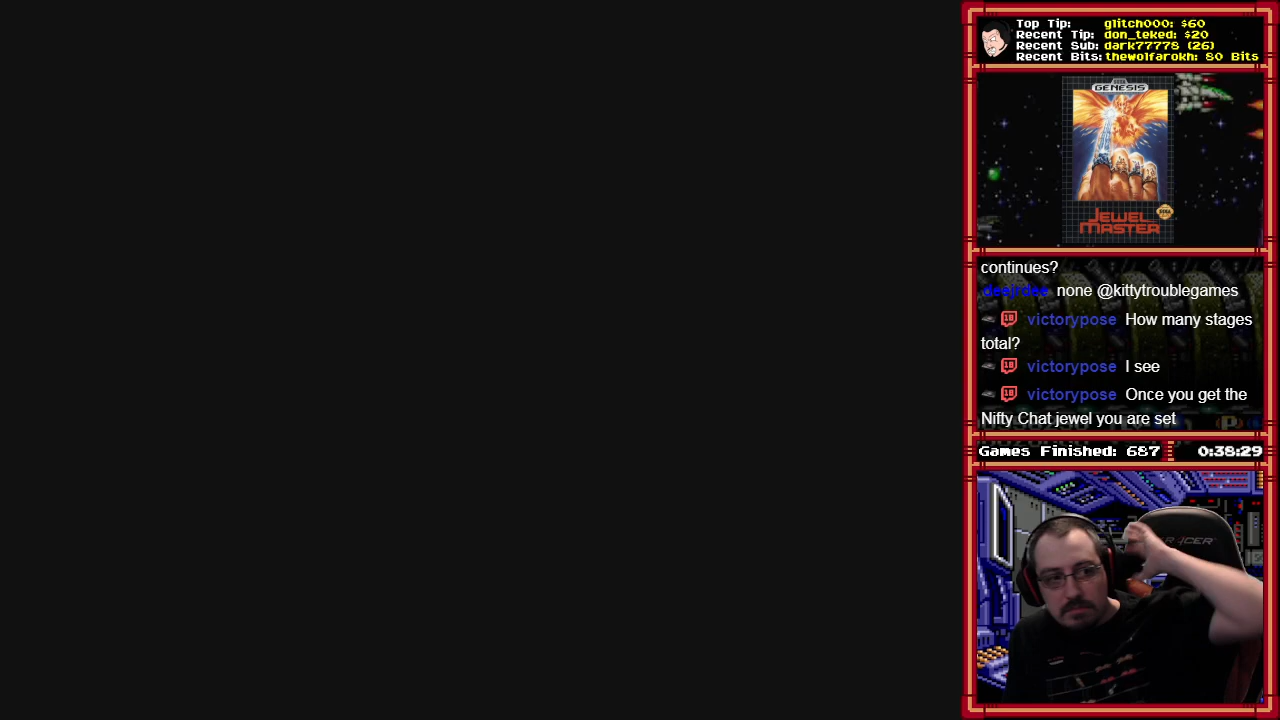 Top Tip: glitch000: $60
Recent Tip: don_teked: $20
Recent Sub: dark77778 (26)
Recent Bits: thewolfarokh: 80 Bits
SEGA
GENESIS
JEWEL
MASTER
continues?
deajrdee none @kittytroublegames
victorypose How many stages
total?
victorypose I see
victorypose Once you get the
Nifty Chat jewel you are set
Games Finished: 687 0:38:29